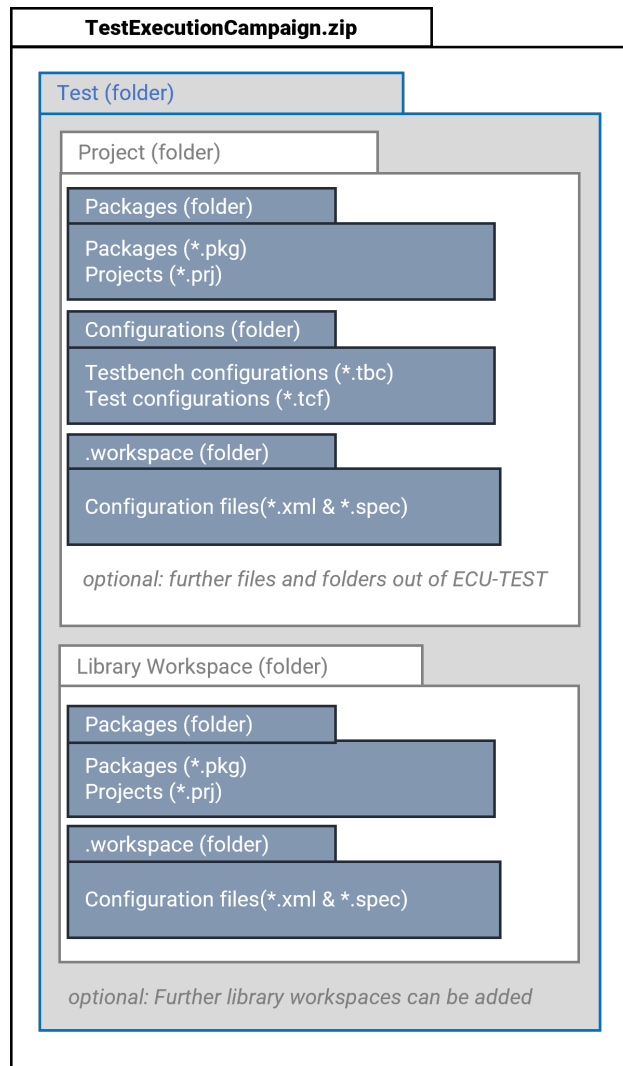 TestExecutionCampaign.zip
Test (folder)
Project (folder)
Packages (folder)
Packages (*.pkg)
Projects (*.prj)
Configurations (folder)
Testbench configurations (*.tbc)
Test configurations (*.tcf)
.workspace (folder)
Configuration files(*.xml & *.spec)
optional: further files and folders out of ECU-TEST
Library Workspace (folder)
Packages (folder)
Packages (*.pkg)
Projects (*.prj)
.workspace (folder)
Configuration files(*.xml & *.spec)
optional: Further library workspaces can be added